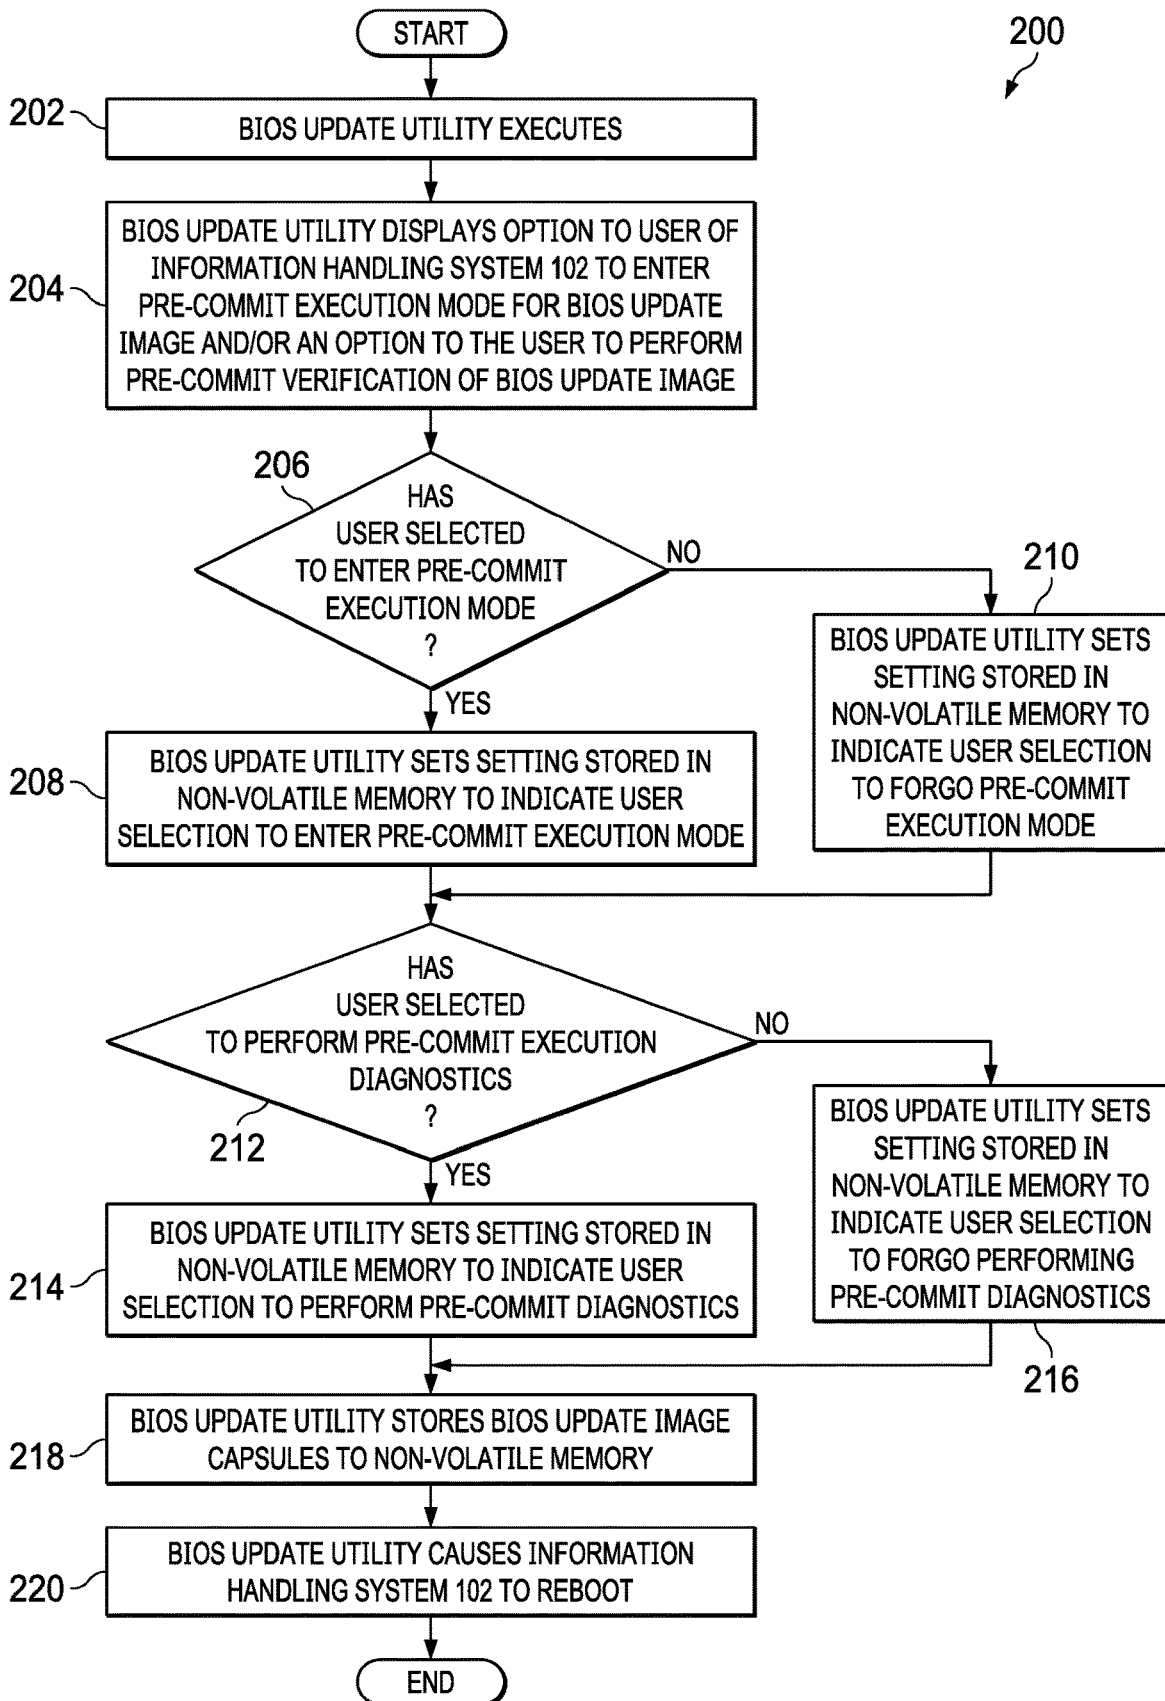 START
200
202
BIOS UPDATE UTILITY EXECUTES
204
BIOS UPDATE UTILITY DISPLAYS OPTION TO USER OF
INFORMATION HANDLING SYSTEM 102 TO ENTER
PRE-COMMIT EXECUTION MODE FOR BIOS UPDATE
IMAGE AND/OR AN OPTION TO THE USER TO PERFORM
PRE-COMMIT VERIFICATION OF BIOS UPDATE IMAGE
206
HAS
USER SELECTED
TO ENTER PRE-COMMIT
EXECUTION MODE
?
NO
YES
210
BIOS UPDATE UTILITY SETS
SETTING STORED IN
NON-VOLATILE MEMORY TO
INDICATE USER SELECTION
TO FORGO PRE-COMMIT
EXECUTION MODE
208
BIOS UPDATE UTILITY SETS SETTING STORED IN
NON-VOLATILE MEMORY TO INDICATE USER
SELECTION TO ENTER PRE-COMMIT EXECUTION MODE
HAS
USER SELECTED
TO PERFORM PRE-COMMIT EXECUTION
DIAGNOSTICS
?
212
NO
YES
BIOS UPDATE UTILITY SETS
SETTING STORED IN
NON-VOLATILE MEMORY TO
INDICATE USER SELECTION
TO FORGO PERFORMING
PRE-COMMIT DIAGNOSTICS
216
214
BIOS UPDATE UTILITY SETS SETTING STORED IN
NON-VOLATILE MEMORY TO INDICATE USER
SELECTION TO PERFORM PRE-COMMIT DIAGNOSTICS
218
BIOS UPDATE UTILITY STORES BIOS UPDATE IMAGE
CAPSULES TO NON-VOLATILE MEMORY
220
BIOS UPDATE UTILITY CAUSES INFORMATION
HANDLING SYSTEM 102 TO REBOOT
END